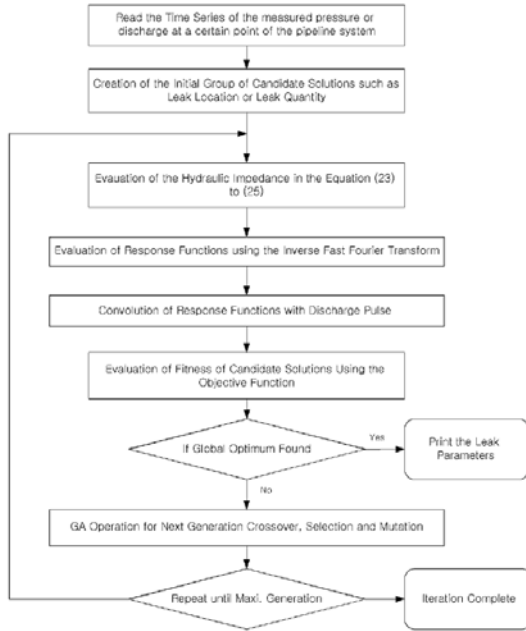 Read the Time Series of the measured pressure or
discharge at a certain point of the pipeline system
Creation of the Initial Group of Candidate Solutions such as
Leak Location or Leak Quantity
Evauation of the Hydraulic Impedance in the Equation (23)
to (25)
Evaluation of Response Functions using the Inverse Fast Fourier Transform
Convolution of Response Functions with Discharge Pulse
Evaluation of Fitness of Candidate Solutions Using the
Objective Function
If Global Optimum Found
Yes
Print the Leak
Parameters
No
GA Operation for Next Generation Crossover, Selection and Mutation
Repeat until Maxi. Generation
Iteration Complete